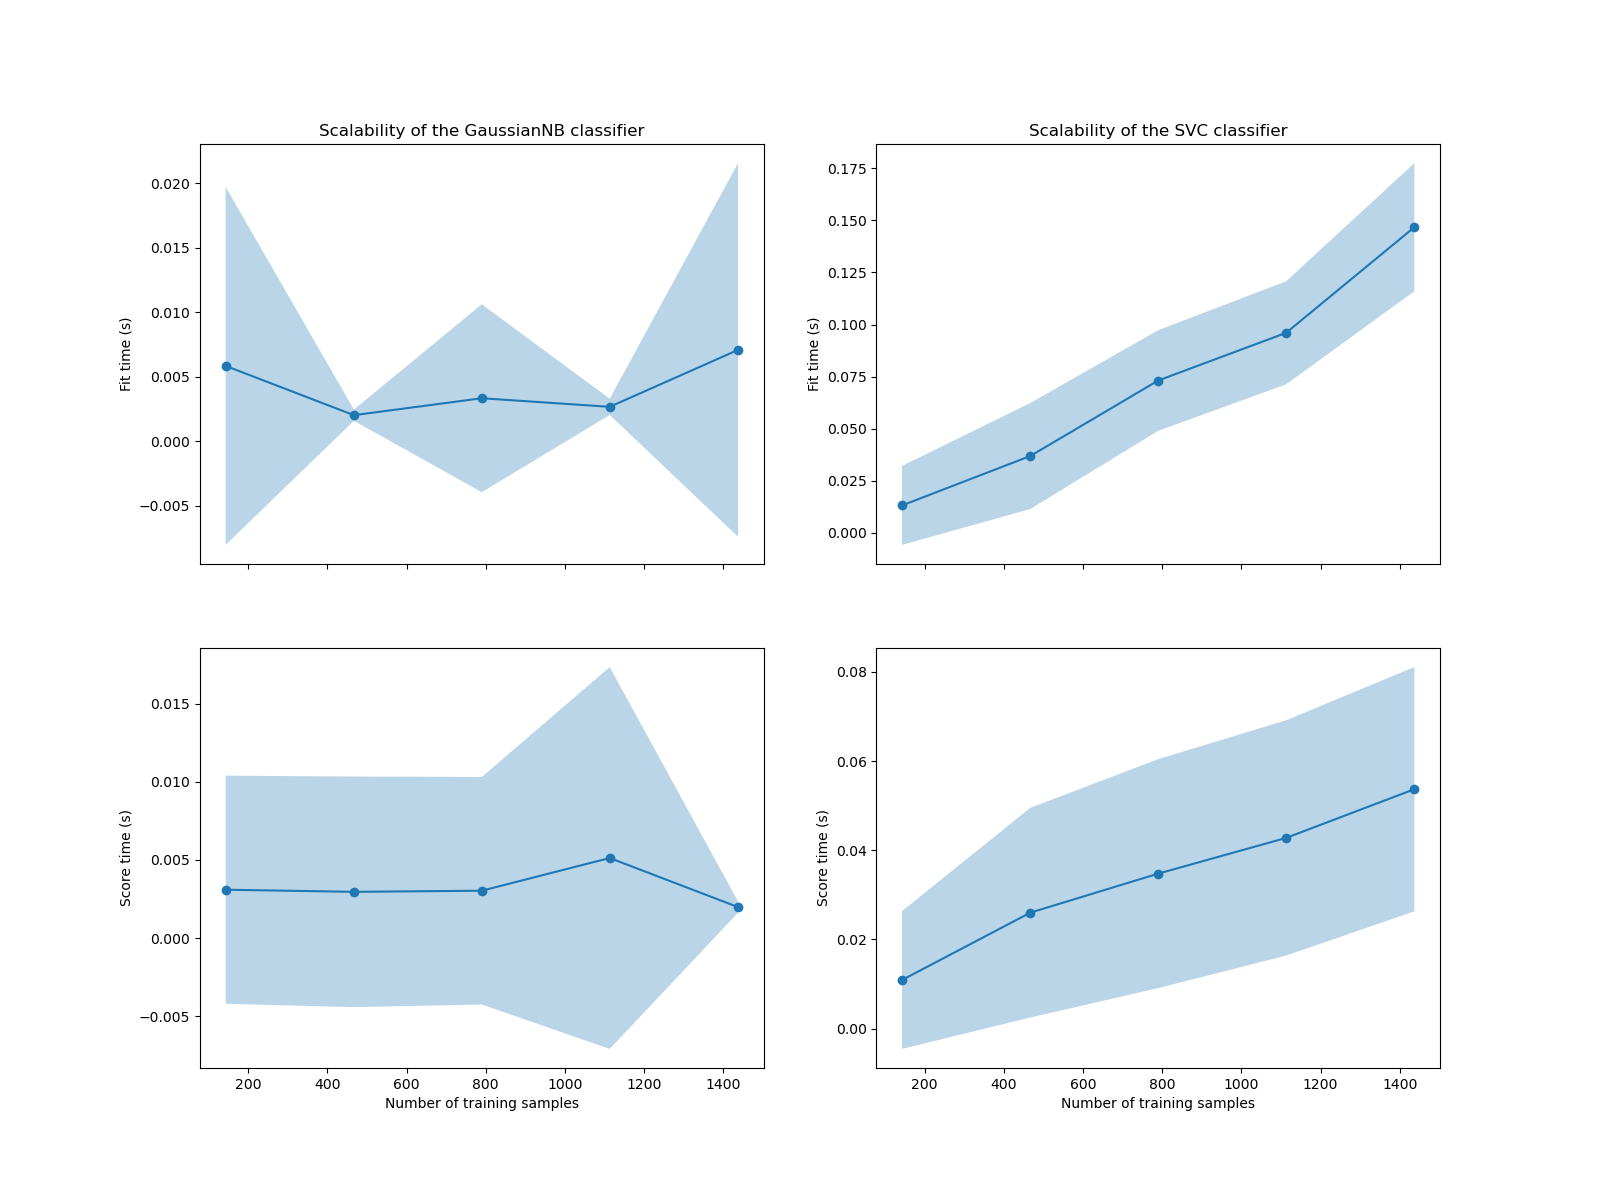 Scalability of the GaussianNB classifier
0.020
0.015
0.010
0.005
0.000
−0.005
Fit time (s)
Scalability of the SVC classifier
0.175
0.150
0.125
0.100
0.075
0.050
0.025
0.000
Fit time (s)
0.015
0.010
0.005
0.000
−0.005
Score time (s)
200 400 600 800 1000 1200 1400
Number of training samples
0.08
0.06
0.04
0.02
0.00
Score time (s)
200 400 600 800 1000 1200 1400
Number of training samples